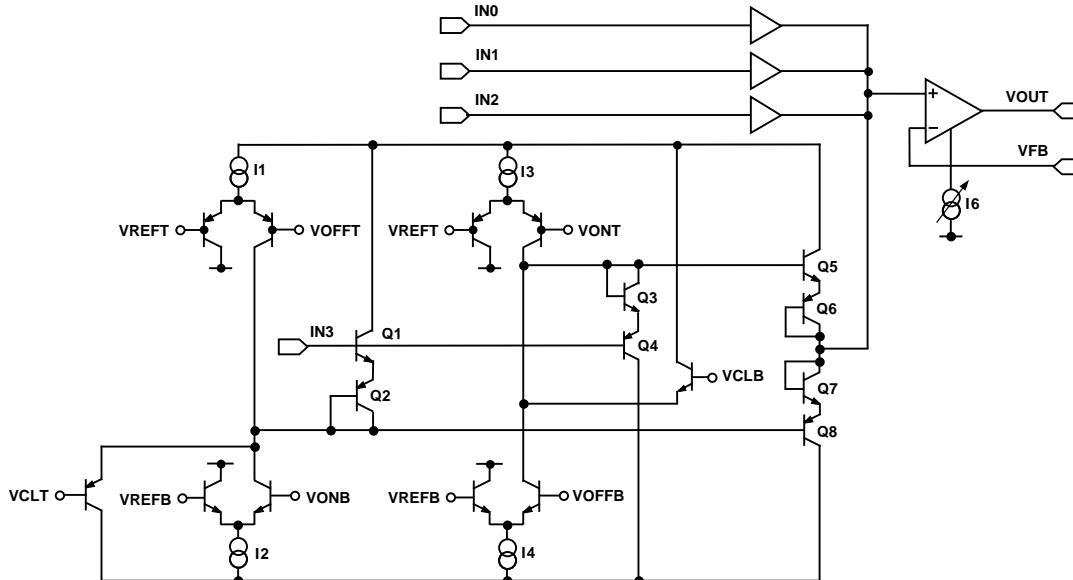 IN0
IN1
IN2
VOUT
VFB
I6
I1
I3
VREFT
VOFFT
VREFT
VONT
Q5
Q3
Q6
IN3
Q1
Q4
VCLB
Q2
Q7
Q8
VCLT
VREFB
VONB
VREFB
VOFFB
I2
I4